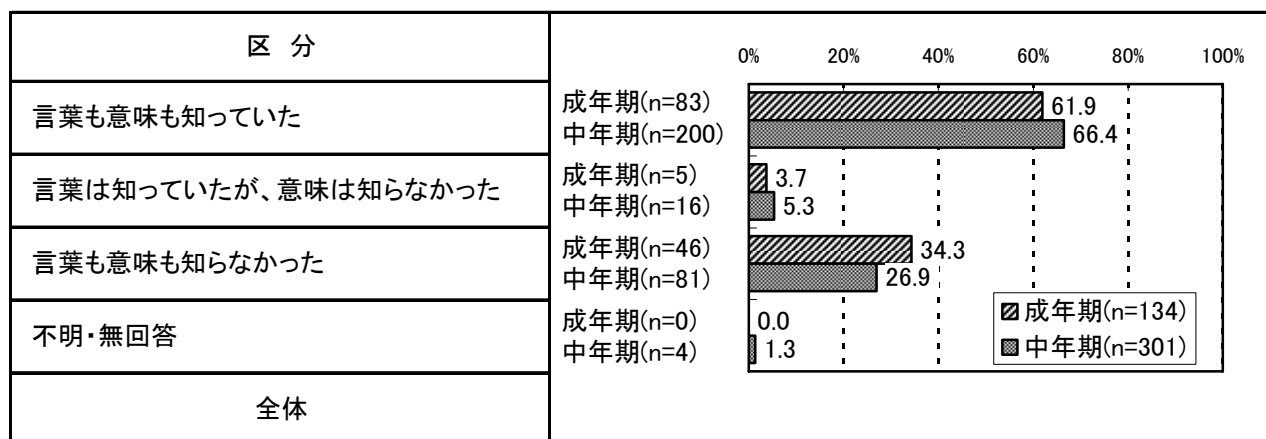 区 分
0% 20% 40% 60% 80% 100%
言葉も意味も知っていた
成年期(n=83) 61.9
中年期(n=200) 66.4
言葉は知っていたが、意味は知らなかった
成年期(n=5) 3.7
中年期(n=16) 5.3
言葉も意味も知らなかった
成年期(n=46) 34.3
中年期(n=81) 26.9
不明・無回答
成年期(n=0) 0.0
中年期(n=4) 1.3
成年期(n=134)
中年期(n=301)
全体